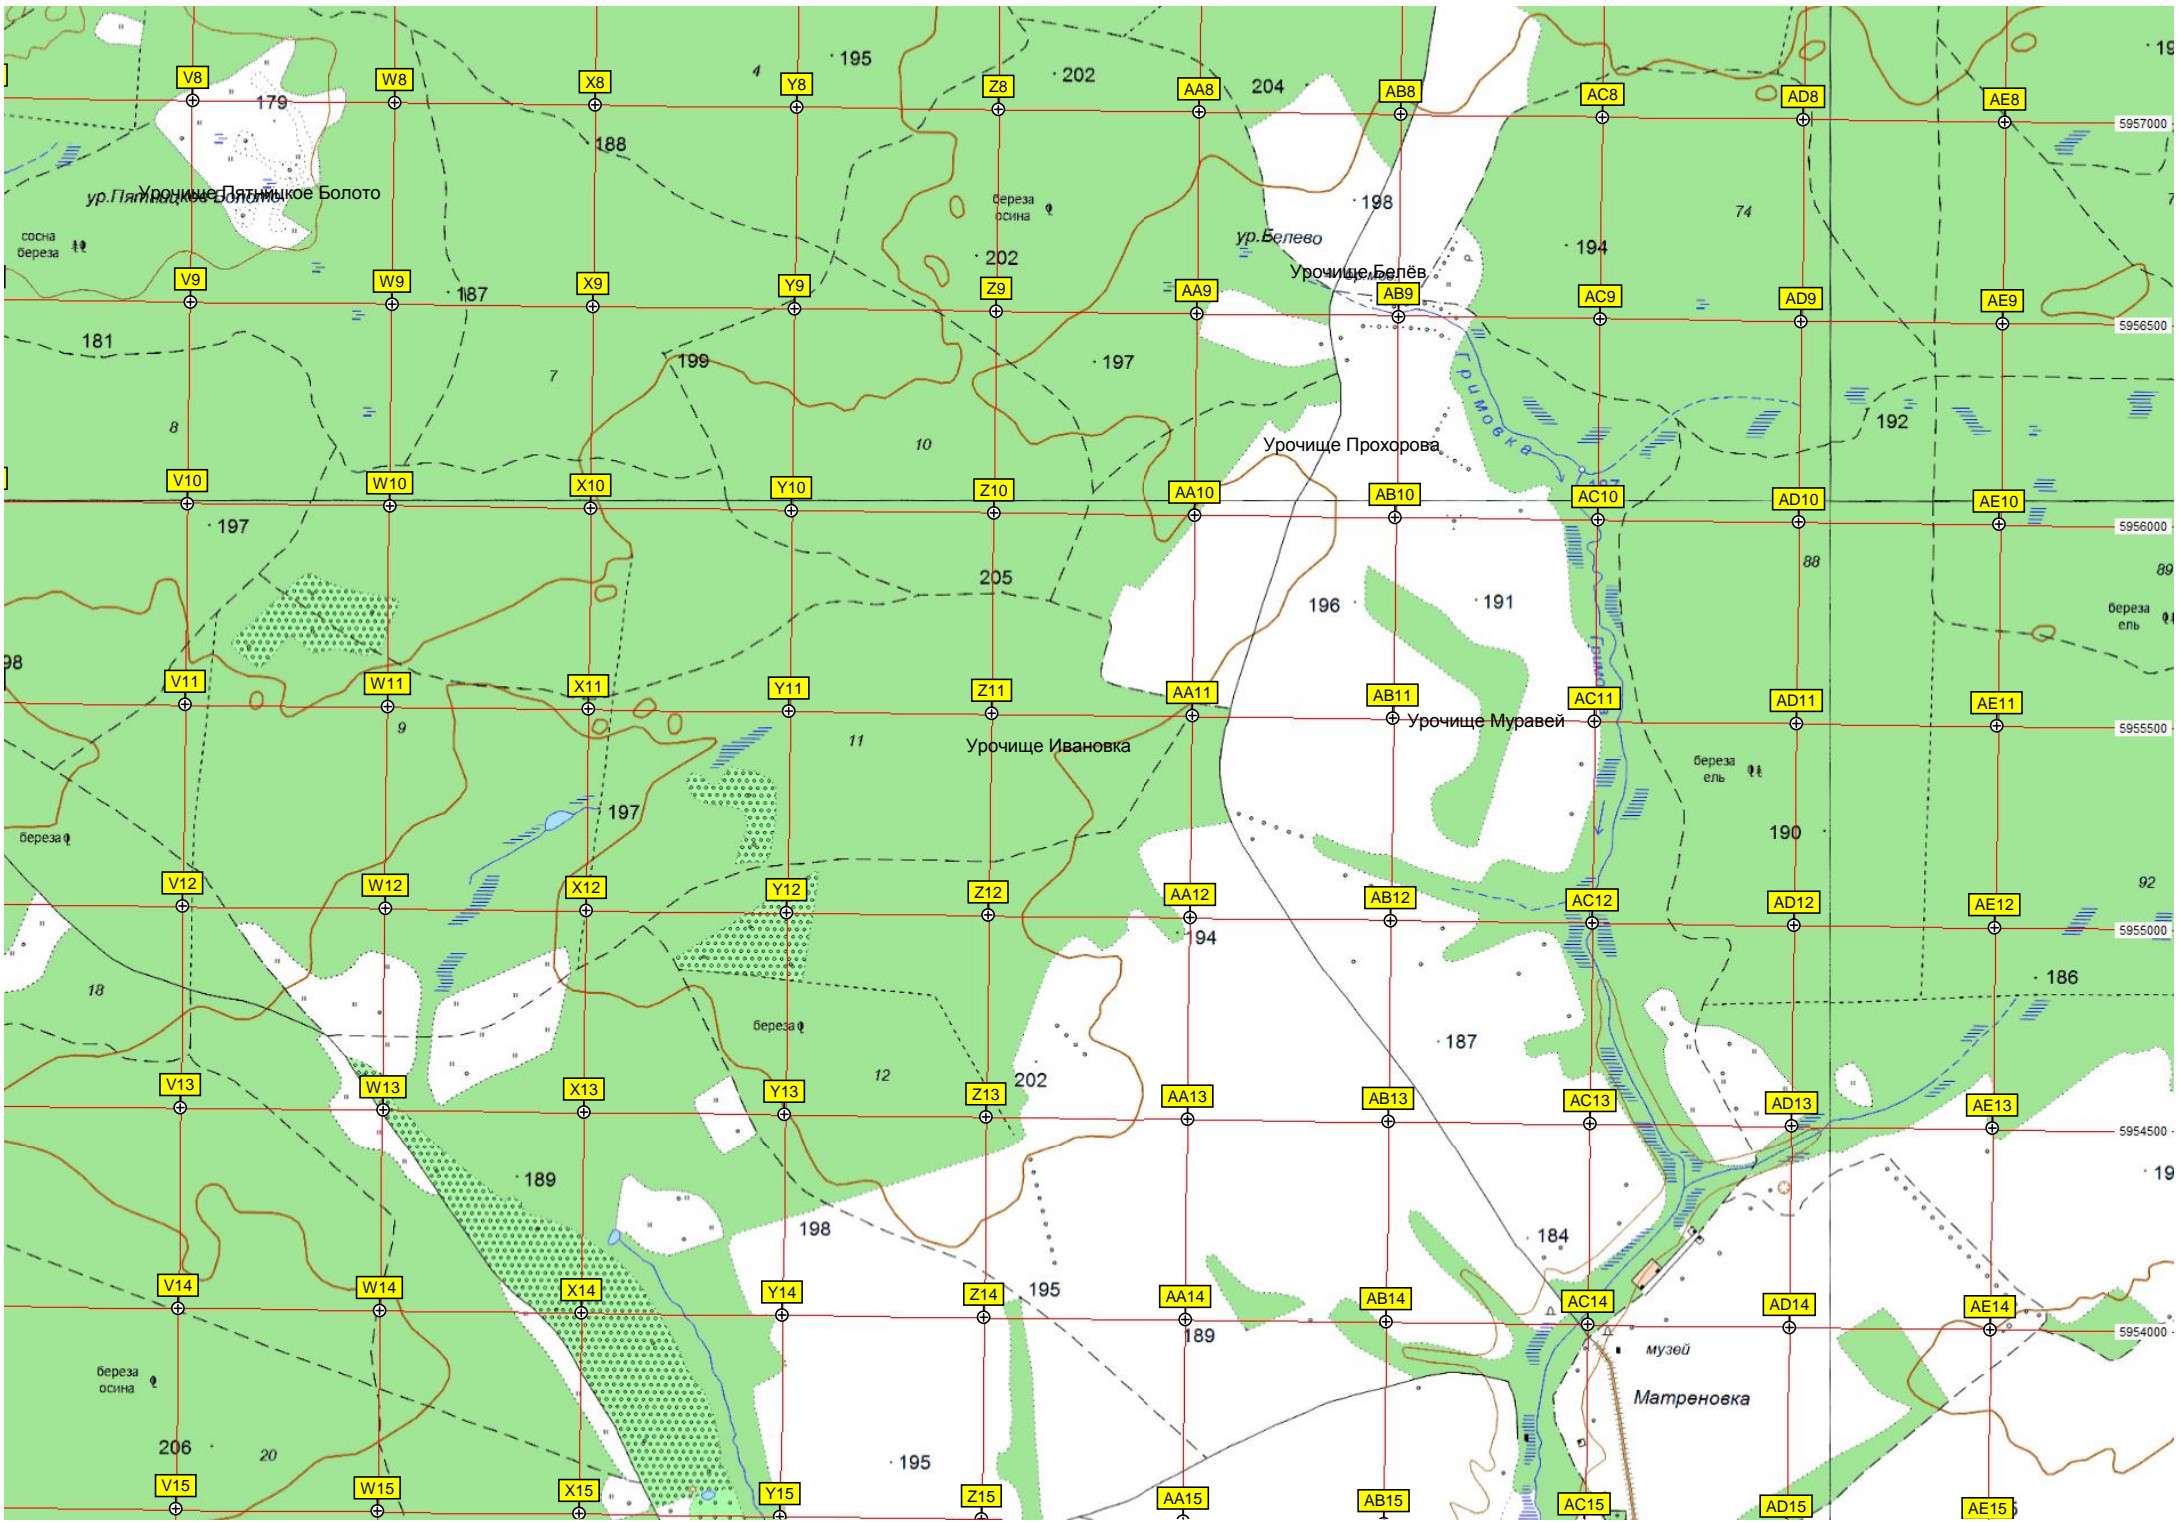 195
4
202
204
19
V8
W8
X8
Y8
Z8
AA8
AB8
AC8
AD8
AE8
179
5957000
188
Урочище Пятницкое Болото
ур.Пятницкое Болото
береза
осина
198
74
7
сосна
береза
ур.Белево
194
202
Урочище Белёв
V9
W9
X9
Y9
Z9
AA9
AB9
AC9
AD9
AE9
187
5956500
181
199
197
7
Гримовка
192
8
10
Урочище Прохорова
V10
W10
X10
Y10
Z10
AA10
AB10
AC10
AD10
AE10
197
5956000
88
89
205
196
191
береза
ель
98
V11
W11
X11
Y11
Z11
AA11
AB11
AC11
AD11
AE11
9
11
Урочище Муравей
5955500
Урочище Ивановка
береза
ель
197
береза
190
92
V12
W12
X12
Y12
Z12
AA12
AB12
AC12
AD12
AE12
194
5955000
18
186
береза
187
12
202
V13
W13
X13
Y13
Z13
AA13
AB13
AC13
AD13
AE13
5954500
189
19
198
184
195
V14
W14
X14
Y14
Z14
AA14
AB14
AC14
AD14
AE14
189
5954000
музей
береза
осина
Матреновка
206
20
195
V15
W15
X15
Y15
Z15
AA15
AB15
AC15
AD15
AE15